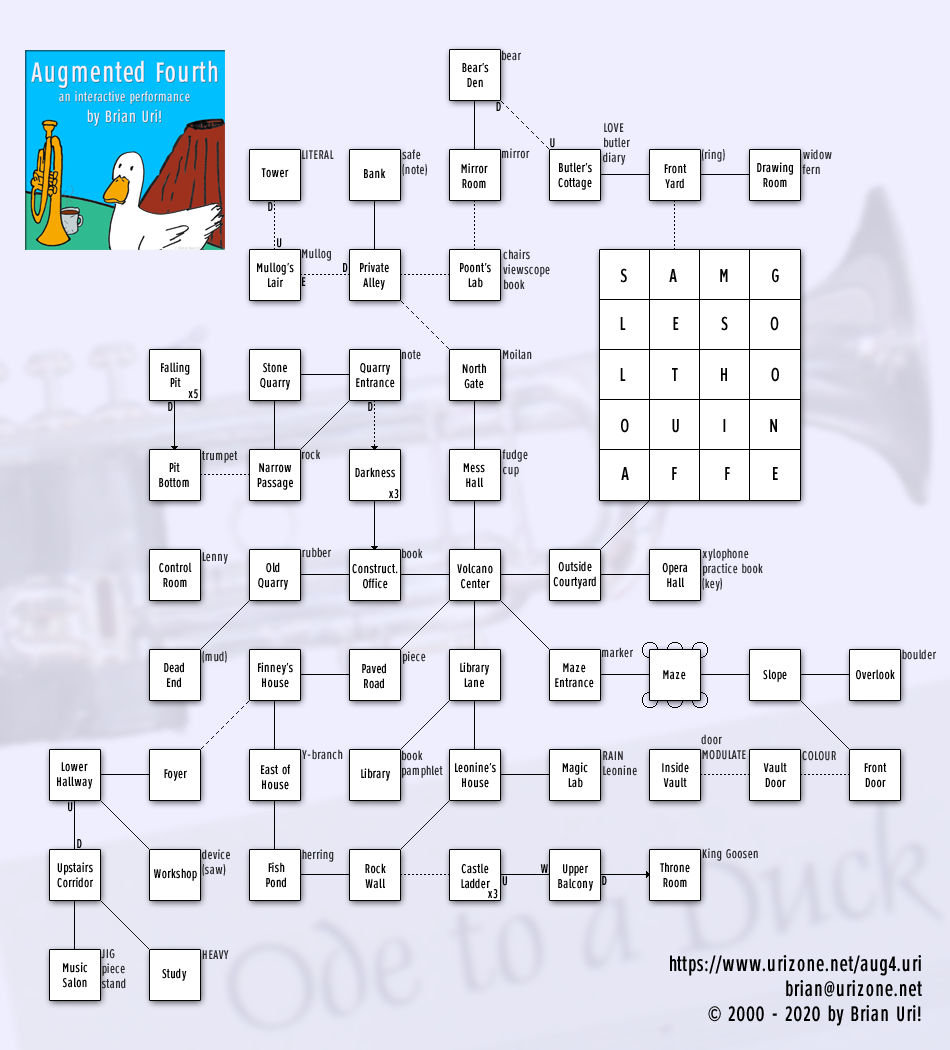 Augmented Fourth
an interactive performance
by Brian Uri!
Bear's
Den
bear
D
U
Tower
LITERAL
D
Bank
safe
(note)
Mirror
Room
mirror
Butler's
Cottage
LOVE
butler
diary
Front
Yard
(ring)
Drawing
Room
widow
fern
U
Mullog's
Lair
Mullog
E
D
Private
Alley
Poont's
Lab
chairs
viewscope
book
S A M G
L E S O
L T H O
O U I N
A F F E
Falling
Pit
x5
D
Stone
Quarry
Quarry
Entrance
note
D
North
Gate
Moilan
Pit
Bottom
trumpet
Narrow
Passage
rock
Darkness
x3
Mess
Hall
fudge
cup
Control
Room
Lenny
Old
Quarry
rubber
Construct.
Office
book
Volcano
Center
Outside
Courtyard
Opera
Hall
xylophone
practice book
(key)
Dead
End
(mud)
Finney's
House
Paved
Road
piece
Library
Lane
Maze
Entrance
marker
Maze
Slope
Overlook
boulder
Lower
Hallway
U
Foyer
East of
House
Y-branch
Library
book
pamphlet
Leonine's
House
Magic
Lab
RAIN
Leonine
Inside
Vault
door
MODULATE
Vault
Door
COLOUR
Front
Door
D
Upstairs
Corridor
Workshop
device
(saw)
Fish
Pond
herring
Rock
Wall
Castle
Ladder
x3
U
W
Upper
Balcony
D
Throne
Room
King Goosen
Music
Salon
JIG
piece
stand
Study
HEAVY
Ode to a Duck
https://www.urizone.net/aug4.uri
brian@urizone.net
© 2000 - 2020 by Brian Uri!